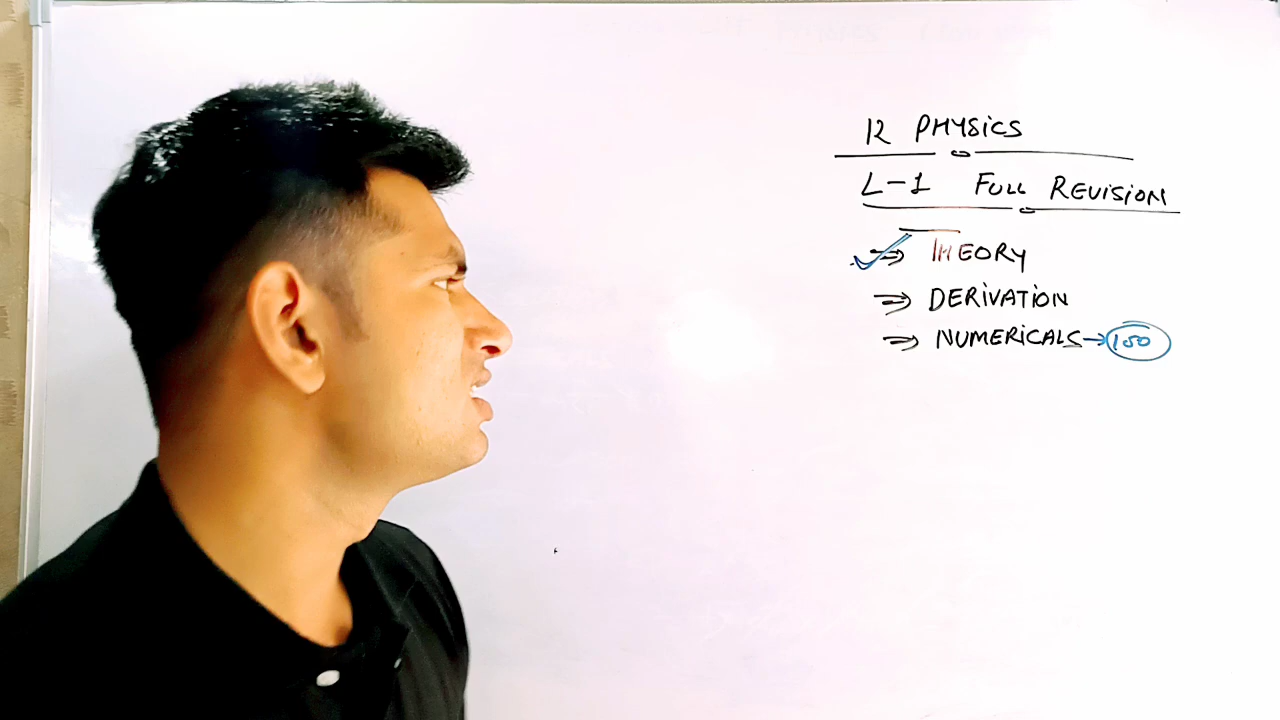 12 PHYSICS
L-1 FULL REVISION
⇒ THEORY
⇒ DERIVATION
⇒ NUMERICALS → 150